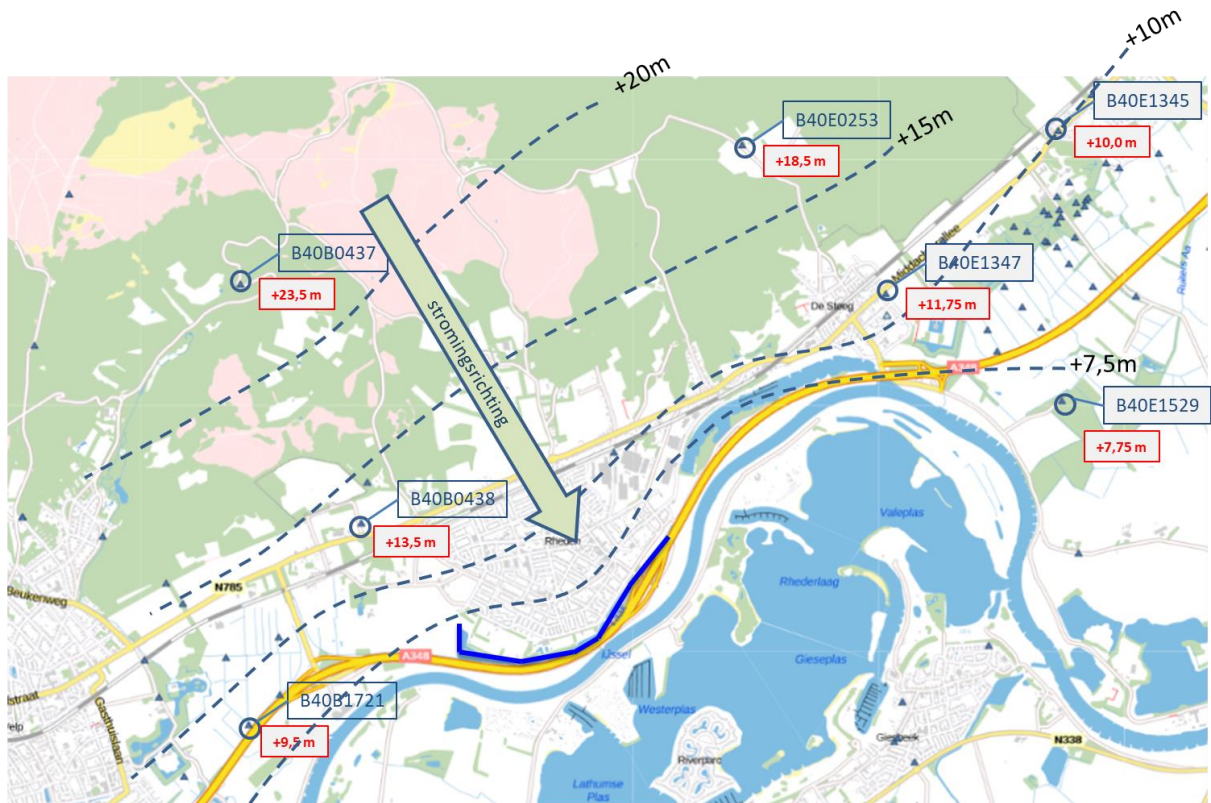 +10m
+20m
B40E1345
B40E0253
+15m
+10,0 m
+18,5 m
B40B0437
B40E1347
+23,5 m
+11,75 m
De Steeg
stromingsrichting
+7,5m
B40E1529
+7,75 m
B40B0438
+13,5 m
Valeplas
Rheden
N785
Beukenweg
Rhederlaag
A348
IJssel
Gieseplas
B40B1721
Gasthuislaan
Westerplas
+9,5 m
N338
Riverparc
Lathumse
Plas